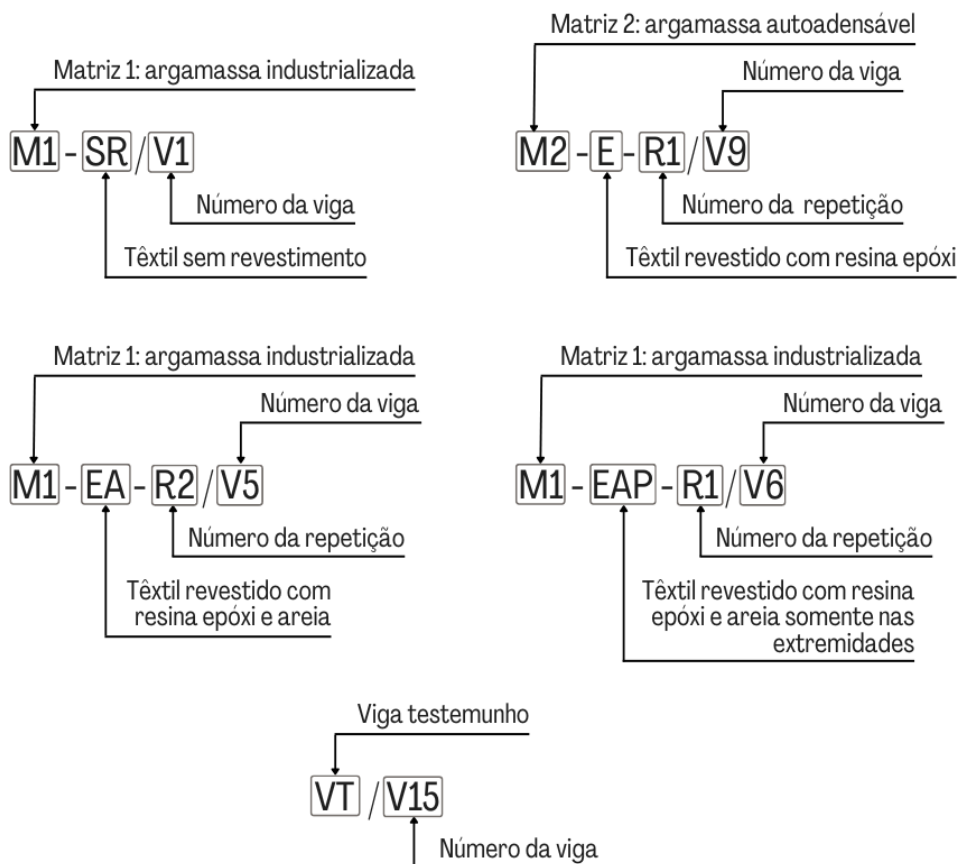 Matriz 1: argamassa industrializada
M1 - SR / V1
Número da viga
Têxtil sem revestimento
Matriz 2: argamassa autoadensável
Número da viga
M2 - E - R1 / V9
Número da repetição
Têxtil revestido com resina epóxi
Matriz 1: argamassa industrializada
Número da viga
M1 - EA - R2 / V5
Número da repetição
Têxtil revestido com
resina epóxi e areia
Matriz 1: argamassa industrializada
Número da viga
M1 - EAP - R1 / V6
Número da repetição
Têxtil revestido com resina
epóxi e areia somente nas
extremidades
Viga testemunho
VT / V15
Número da viga